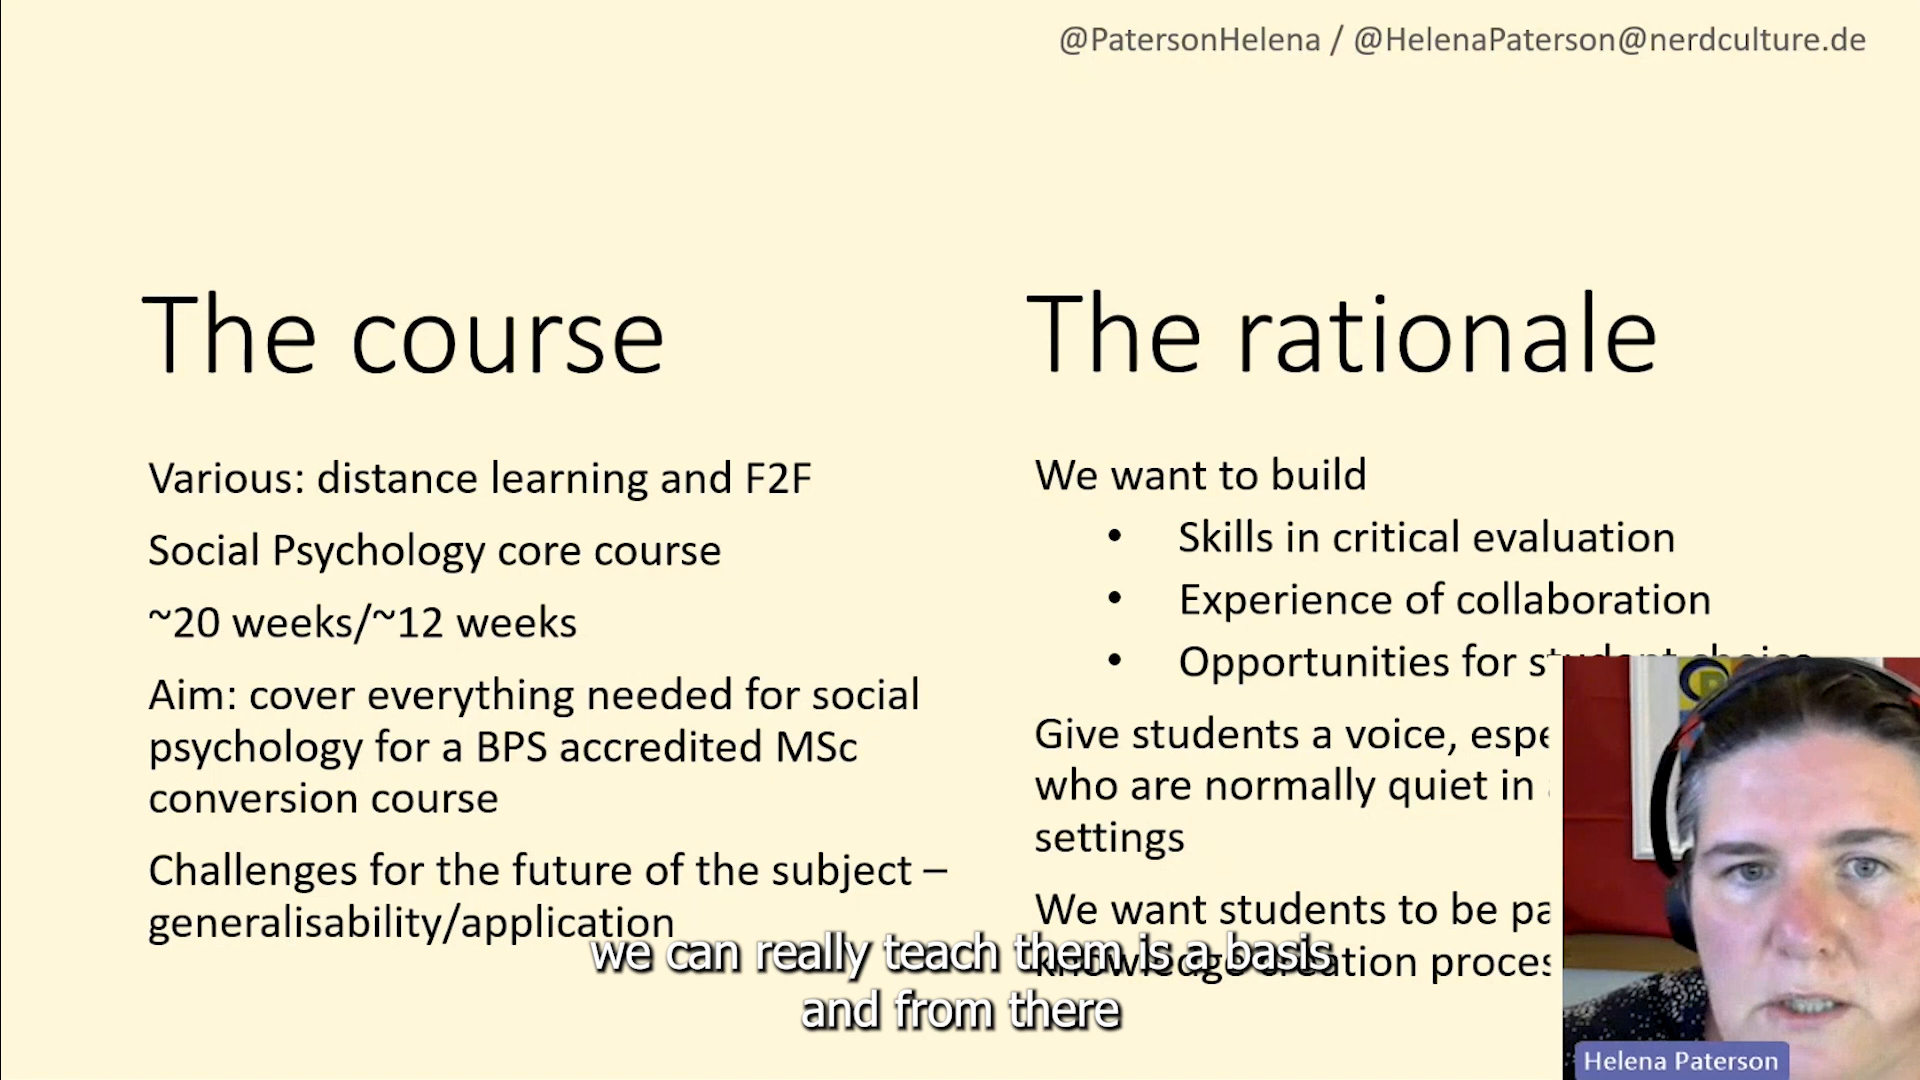 @PatersonHelena / @HelenaPaterson@nerdculture.de
The course
Various: distance learning and F2F
Social Psychology core course
~20 weeks/~12 weeks
Aim: cover everything needed for social
psychology for a BPS accredited MSc
conversion course
Challenges for the future of the subject –
generalisability/application
The rationale
We want to build
• Skills in critical evaluation
• Experience of collaboration
• Opportunities for student choice
Give students a voice,
who are normally quiet in
settings
We want students to be
knowledge creation
we can really teach them is a basis
and from there
Helena Paterson